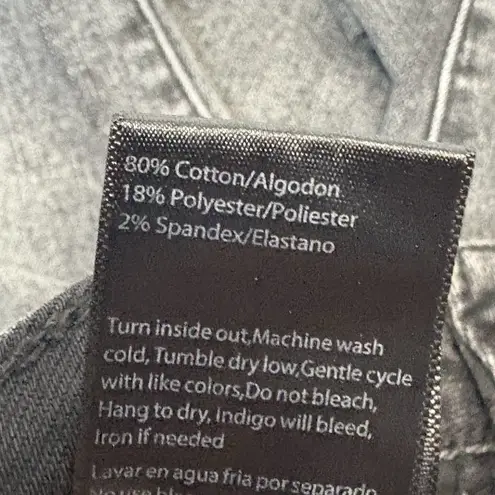 80% Cotton/Algodon
18% Polyester/Poliester
2% Spandex/Elastano
Turn inside out,Machine wash
cold, Tumble dry low,Gentle cycle
with like colors,Do not bleach,
Hang to dry, Indigo will bleed,
Iron if needed
Lavar en agua fria por separado
No use